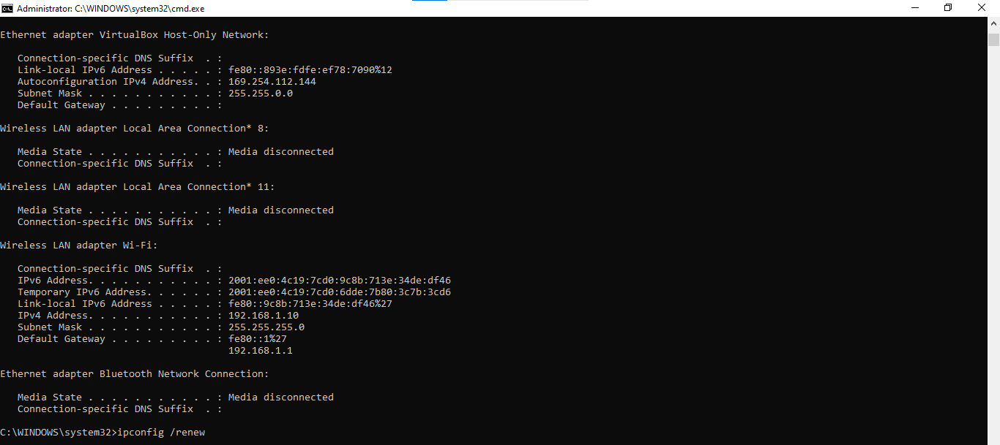 Administrator: C:\WINDOWS\system32\cmd.exe
Ethernet adapter VirtualBox Host-Only Network:
Connection-specific DNS Suffix  . :
Link-local IPv6 Address . . . . . : fe80::893e:fdfe:ef78:7090%12
Autoconfiguration IPv4 Address. . : 169.254.112.144
Subnet Mask . . . . . . . . . . . : 255.255.0.0
Default Gateway . . . . . . . . . :
Wireless LAN adapter Local Area Connection* 8:
Media State . . . . . . . . . . . : Media disconnected
Connection-specific DNS Suffix  . :
Wireless LAN adapter Local Area Connection* 11:
Media State . . . . . . . . . . . : Media disconnected
Connection-specific DNS Suffix  . :
Wireless LAN adapter Wi-Fi:
Connection-specific DNS Suffix  . :
IPv6 Address. . . . . . . . . . . : 2001:ee0:4c19:7cd0:9c8b:713e:34de:df46
Temporary IPv6 Address. . . . . . : 2001:ee0:4c19:7cd0:6dde:7b80:3c7b:3cd6
Link-local IPv6 Address . . . . . : fe80::9c8b:713e:34de:df46%27
IPv4 Address. . . . . . . . . . . : 192.168.1.10
Subnet Mask . . . . . . . . . . . : 255.255.255.0
Default Gateway . . . . . . . . . : fe80::1%27
192.168.1.1
Ethernet adapter Bluetooth Network Connection:
Media State . . . . . . . . . . . : Media disconnected
Connection-specific DNS Suffix  . :
C:\WINDOWS\system32>ipconfig /renew